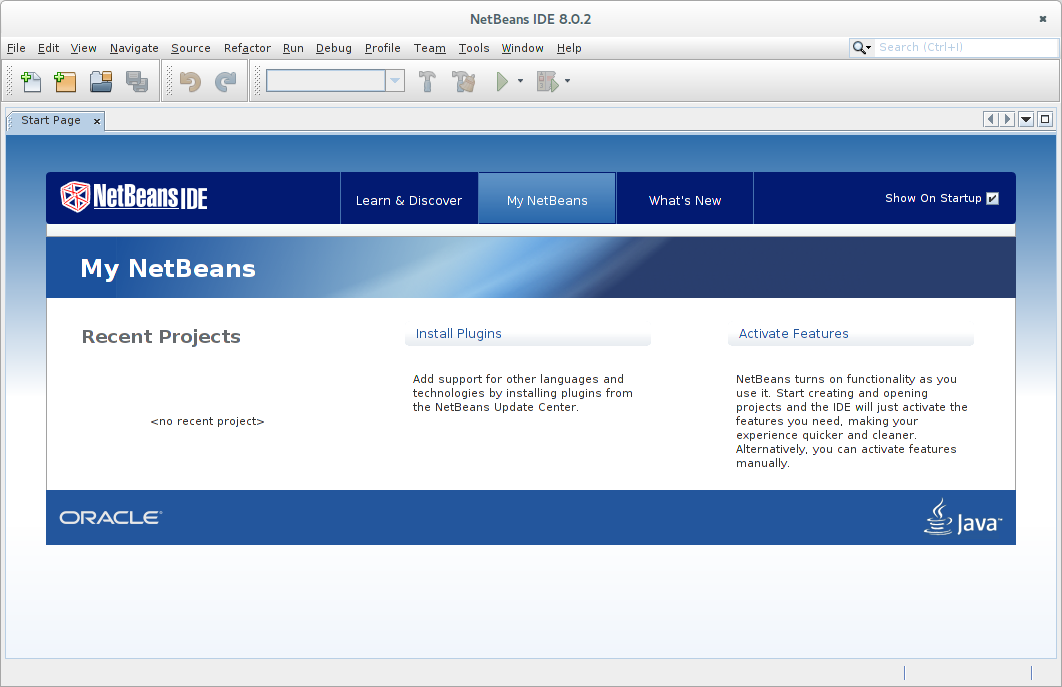 NetBeans IDE 8.0.2
File Edit View Navigate Source Refactor Run Debug Profile Team Tools Window Help
Search (Ctrl+I)
Start Page
NetBeans IDE
Learn & Discover
My NetBeans
What's New
Show On Startup
My NetBeans
Recent Projects
<no recent project>
Install Plugins
Add support for other languages and
technologies by installing plugins from
the NetBeans Update Center.
Activate Features
NetBeans turns on functionality as you
use it. Start creating and opening
projects and the IDE will just activate the
features you need, making your
experience quicker and cleaner.
Alternatively, you can activate features
manually.
ORACLE
Java